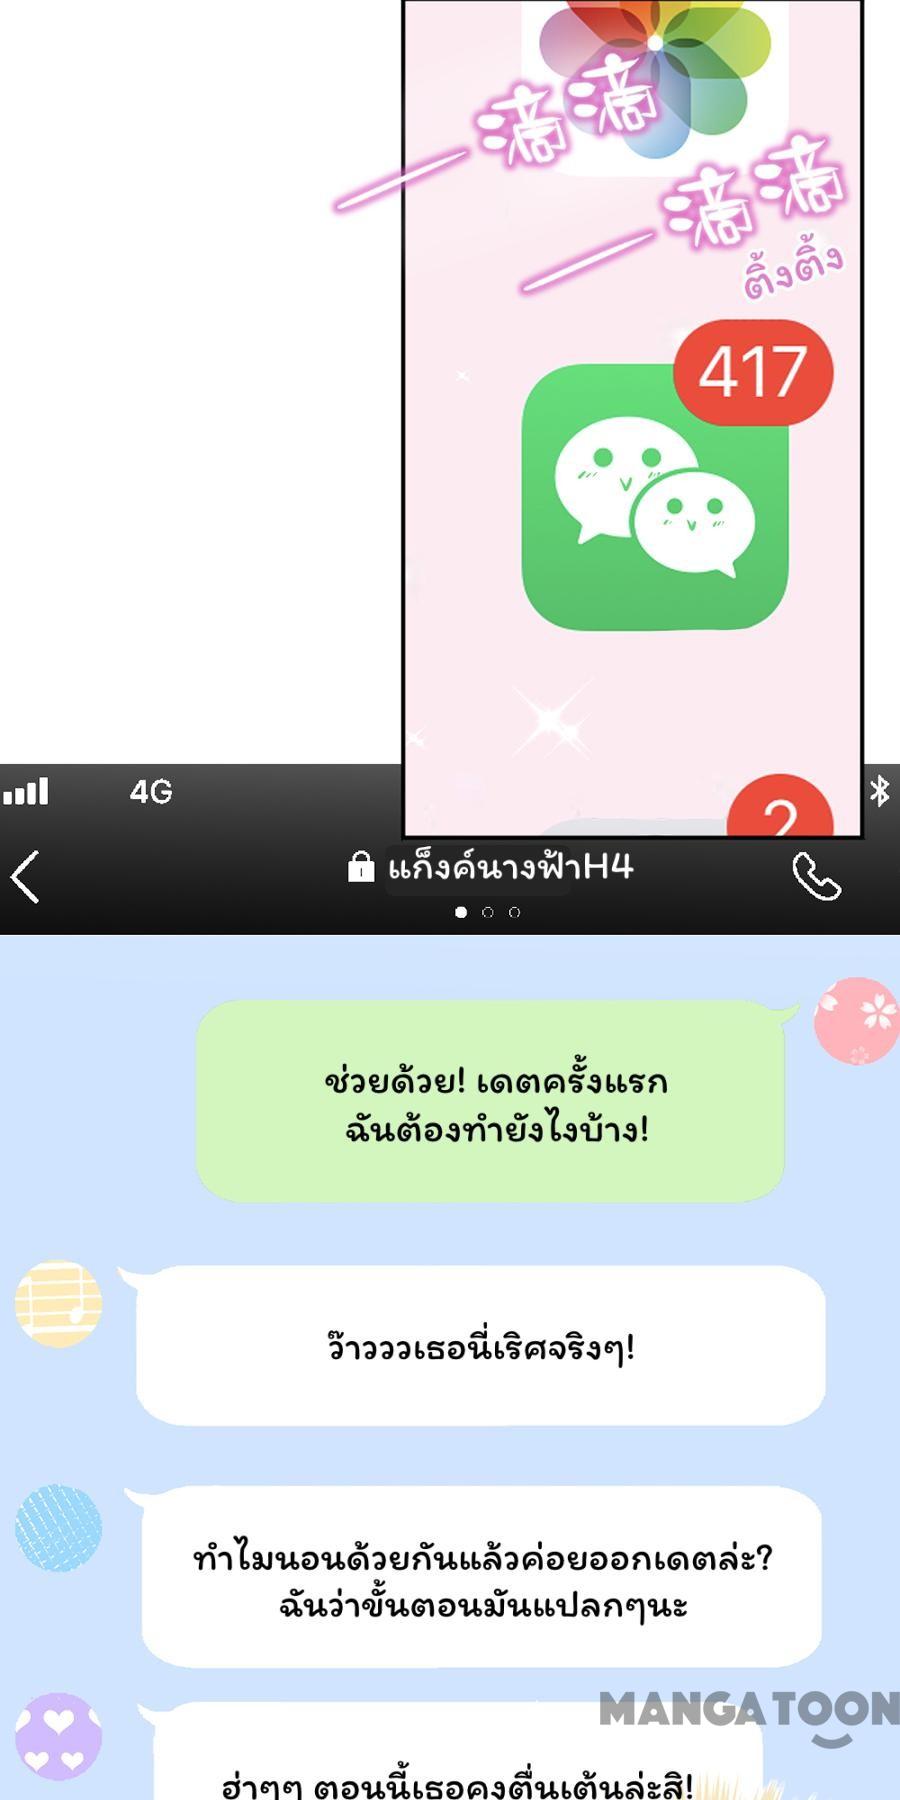 滴滴
滴滴
ติ้งติ้ง
417
2
4G
แก็งค์นางฟ้าH4
ช่วยด้วย! เดตครั้งแรก
ฉันต้องทำยังไงบ้าง!
ว๊าวววเธอนี่เริศจริงๆ!
ทำไมนอนด้วยกันแล้วค่อยออกเดตล่ะ?
ฉันว่าขั้นตอนมันแปลกๆนะ
MANGATOON
ฮ่าๆๆ ตอนนี้เธอคงตื่นเต้นล่ะสิ!